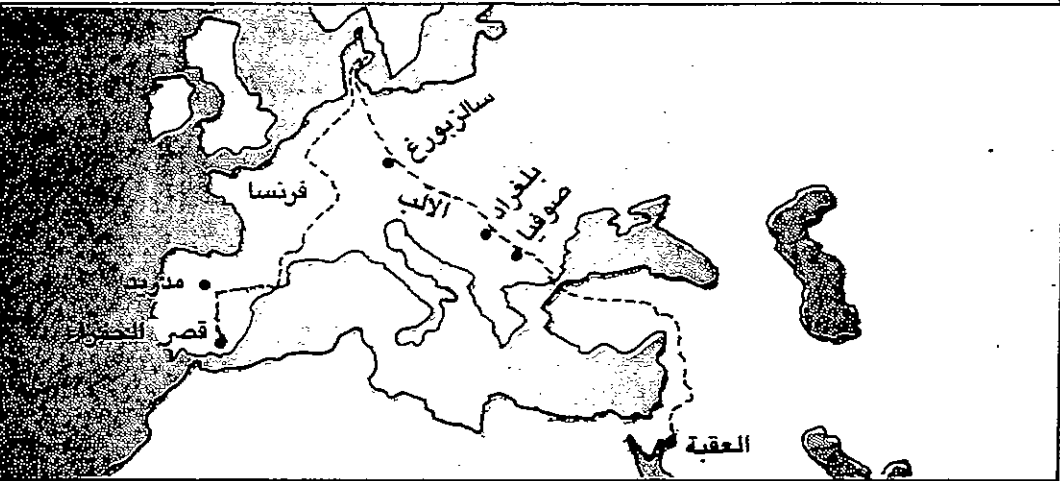 سالزبورغ
فرنسا
الألب
بلغراد
صوفيا
مدريد
قصر الحمراء
العقبة